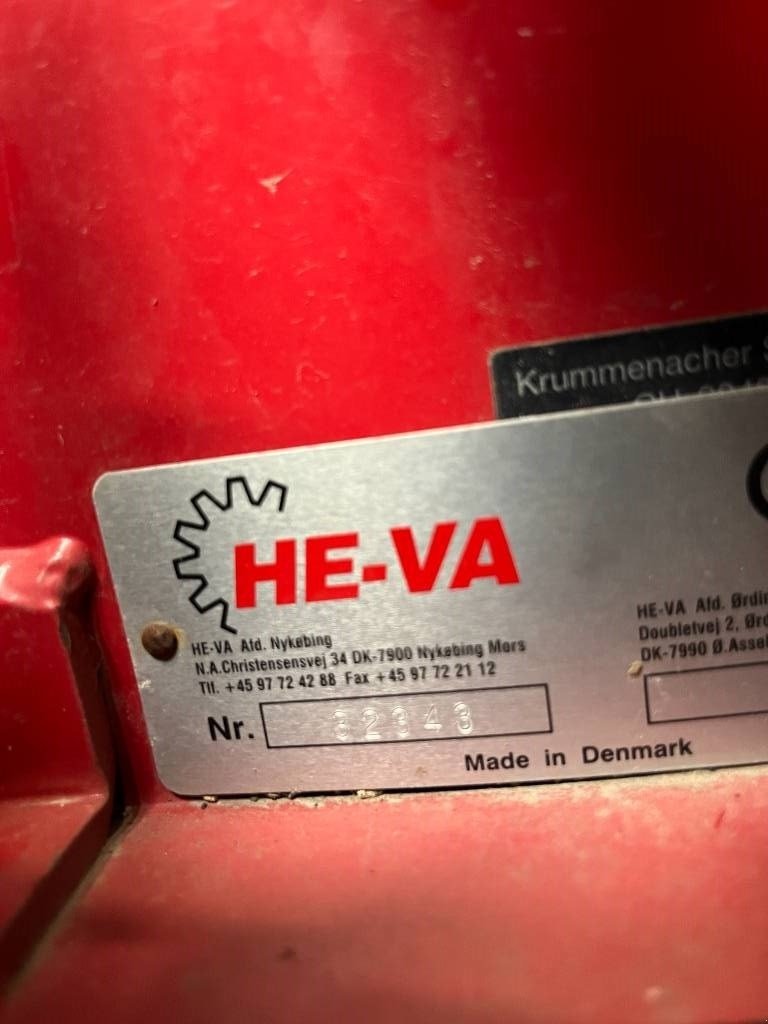 Krummenacher
HE-VA
HE-VA Afd. Nykøbing
N.A.Christensensvej 34 DK-7900 Nykøbing Mors
Tlf. +45 97 72 42 88 Fax +45 97 72 21 12
Nr. 32343
HE-VA Afd.
Doubletvej 2,
DK-7990 Ø.
Made in Denmark